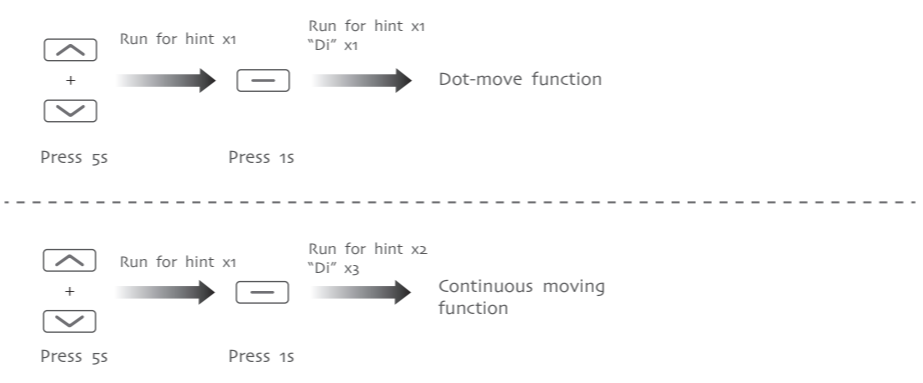 Run for hint x1
Run for hint x1
"Di" x1
+
Dot-move function
Press 5s
Press 1s
Run for hint x1
Run for hint x2
"Di" x3
+
Continuous moving
function
Press 5s
Press 1s